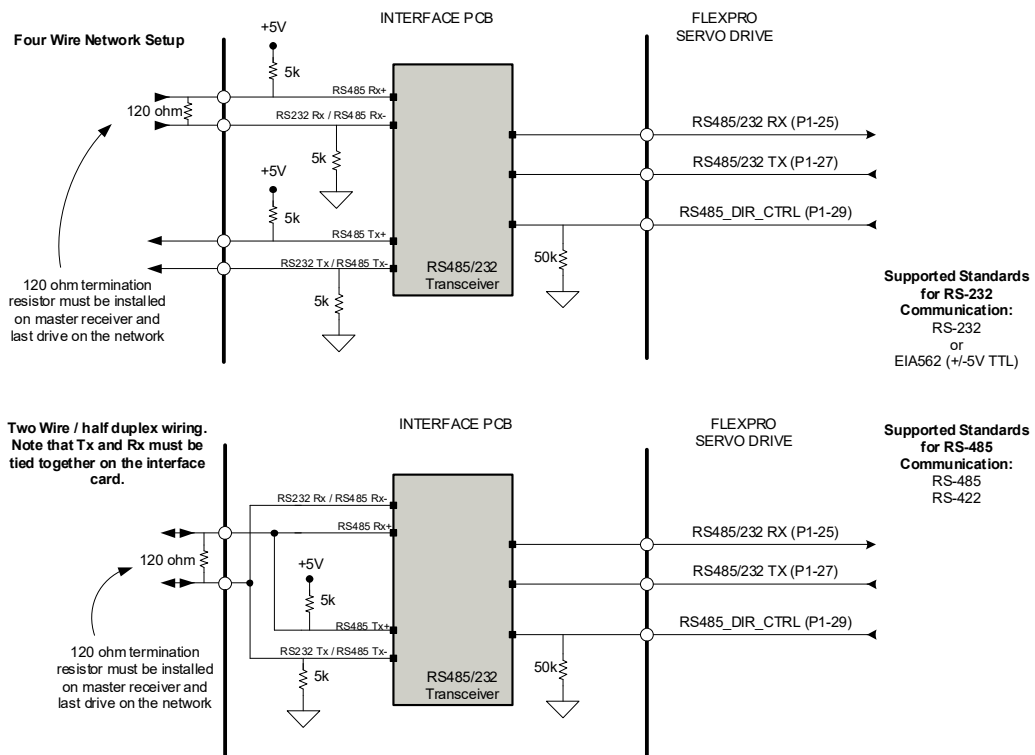 INTERFACE PCB
FLEXPRO
SERVO DRIVE
Four Wire Network Setup
+5V
5k
RS485 Rx+
120 ohm
RS232 Rx / RS485 Rx-
5k
+5V
5k
RS485 Tx+
RS232 Tx / RS485 Tx-
5k
RS485/232
Transceiver
RS485/232 RX (P1-25)
RS485/232 TX (P1-27)
RS485_DIR_CTRL (P1-29)
50k
120 ohm termination
resistor must be installed
on master receiver and
last drive on the network
Supported Standards
for RS-232
Communication:
RS-232
or
EIA562 (+/-5V TTL)
Two Wire / half duplex wiring.
Note that Tx and Rx must be
tied together on the interface
card.
INTERFACE PCB
FLEXPRO
SERVO DRIVE
Supported Standards
for RS-485
Communication:
RS-485
RS-422
RS232 Rx / RS485 Rx-
RS485 Rx+
120 ohm
+5V
5k
RS485 Tx+
RS232 Tx / RS485 Tx-
5k
RS485/232
Transceiver
RS485/232 RX (P1-25)
RS485/232 TX (P1-27)
RS485_DIR_CTRL (P1-29)
50k
120 ohm termination
resistor must be installed
on master receiver and
last drive on the network